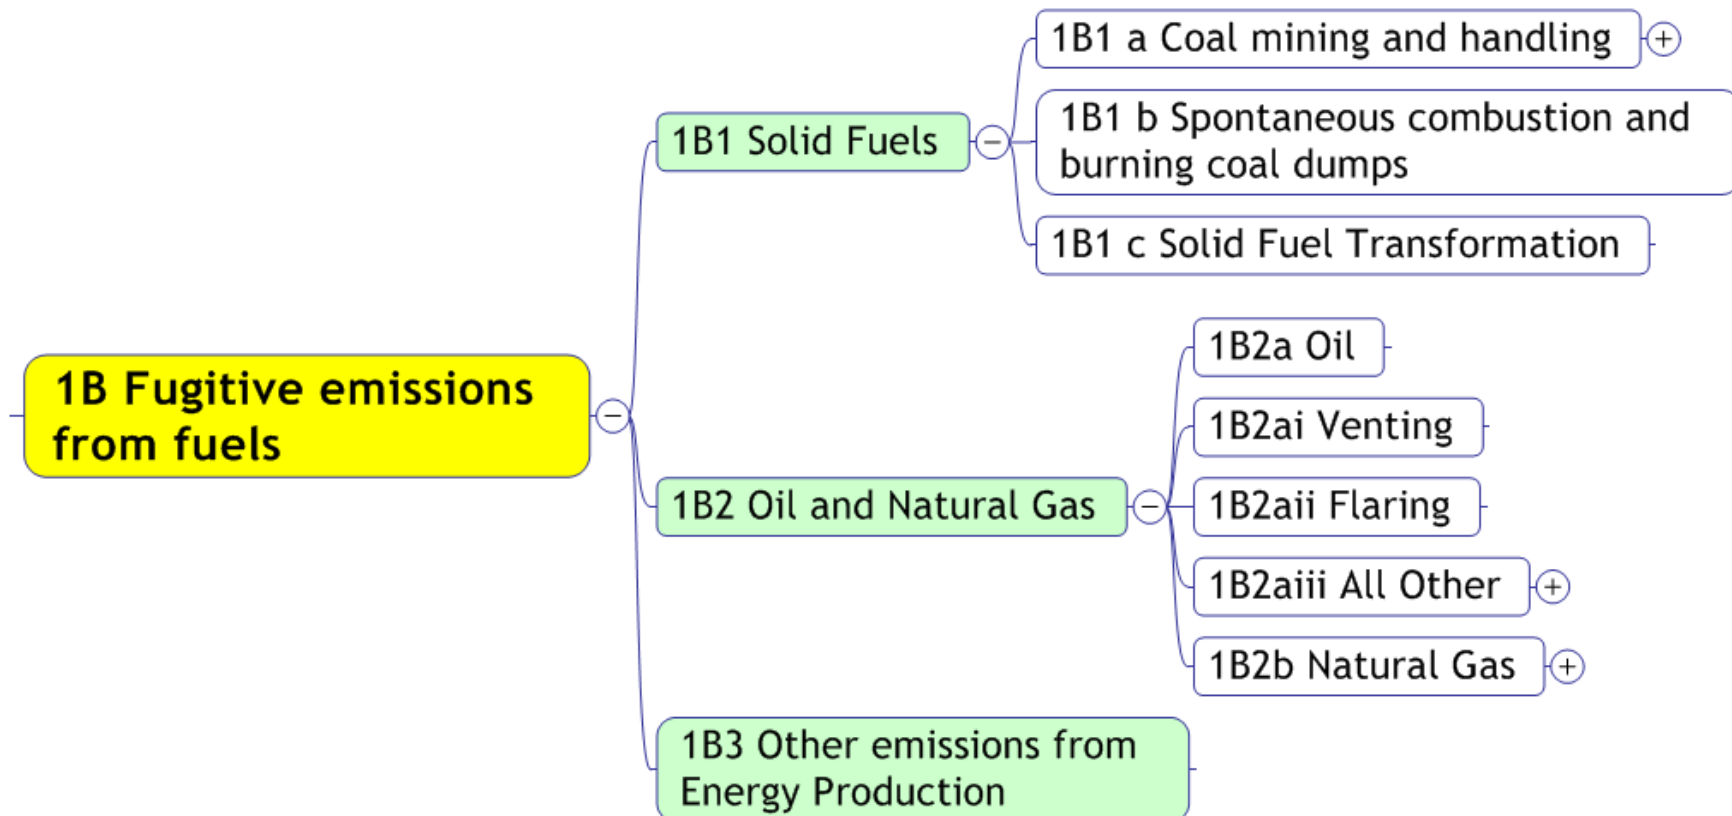 1B1 a Coal mining and handling
1B1 b Spontaneous combustion and
burning coal dumps
1B1 Solid Fuels
1B1 c Solid Fuel Transformation
1B Fugitive emissions
from fuels
1B2a Oil
1B2ai Venting
1B2 Oil and Natural Gas
1B2aii Flaring
1B2aiii All Other
1B2b Natural Gas
1B3 Other emissions from
Energy Production